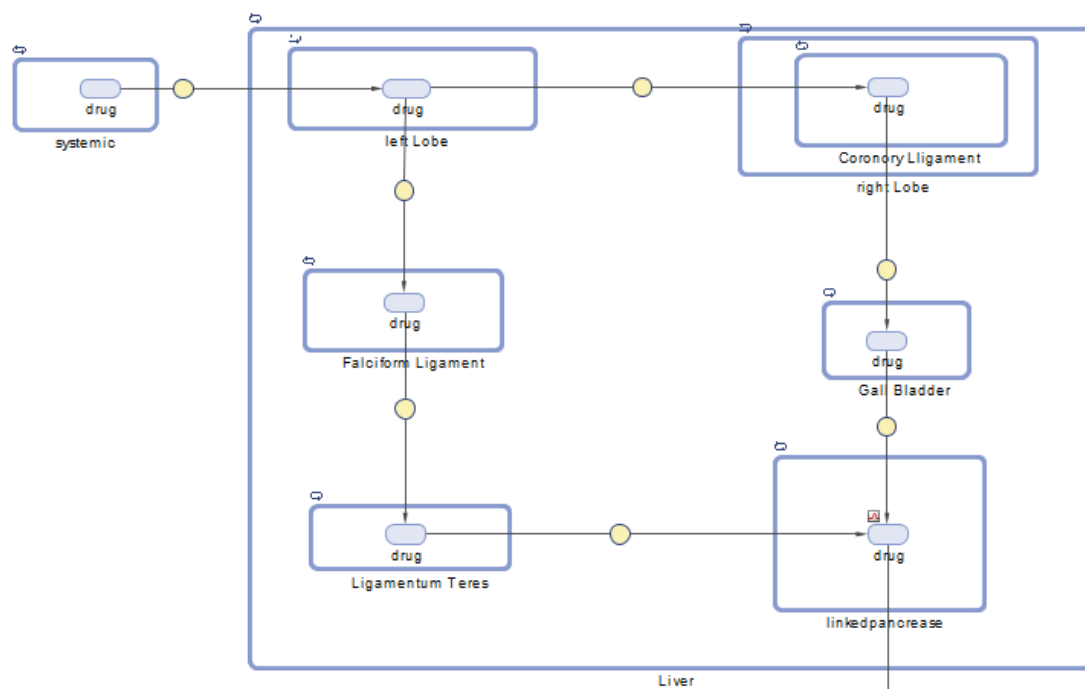 drug
systemic
drug
left Lobe
drug
Coronory Lligament
right Lobe
drug
Falciform Ligament
drug
Gall Bladder
drug
Ligamentum Teres
drug
linkedpancrease
Liver